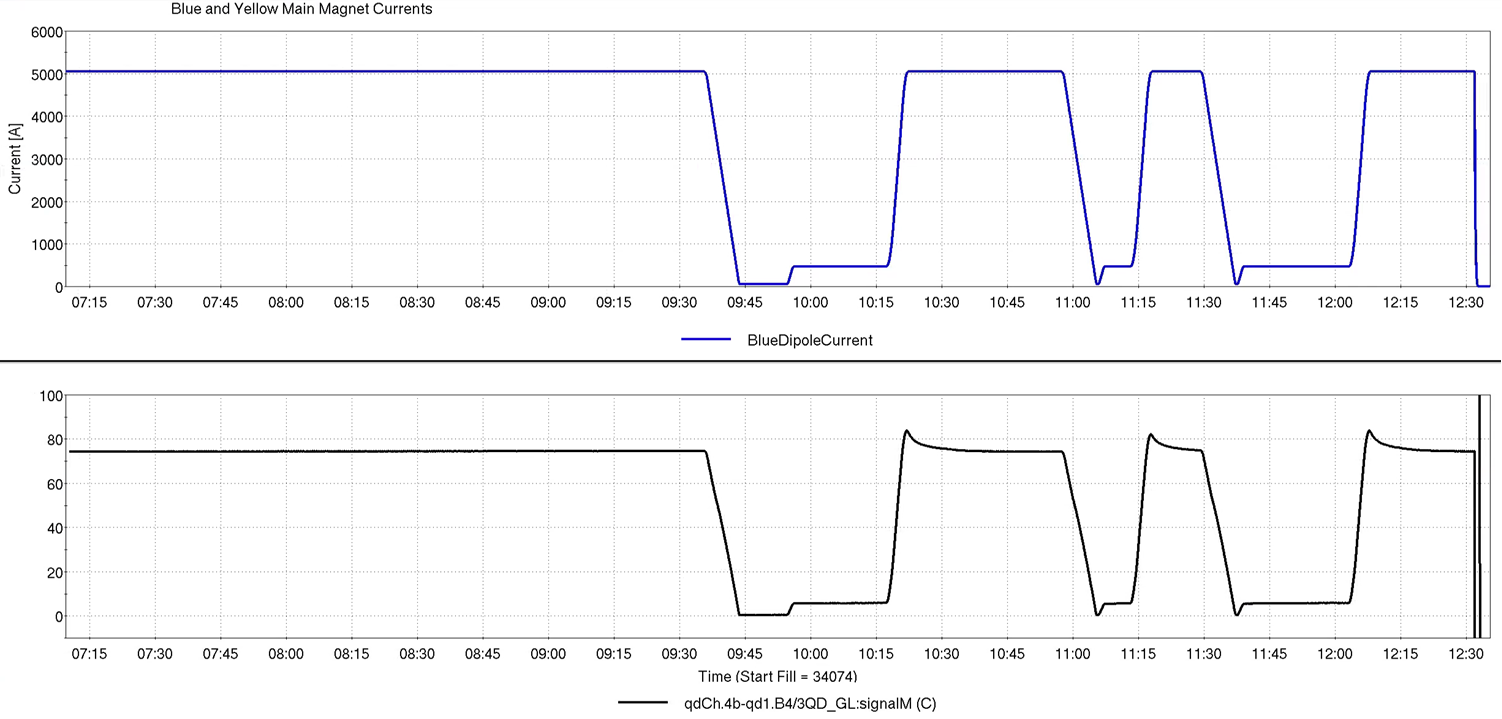 Blue and Yellow Main Magnet Currents
6000
5000
4000
3000
2000
1000
0
Current [A]
07:15 07:30 07:45 08:00 08:15 08:30 08:45 09:00 09:15 09:30 09:45 10:00 10:15 10:30 10:45 11:00 11:15 11:30 11:45 12:00 12:15 12:30
BlueDipoleCurrent
100
80
60
40
20
0
07:15 07:30 07:45 08:00 08:15 08:30 08:45 09:00 09:15 09:30 09:45 10:00 10:15 10:30 10:45 11:00 11:15 11:30 11:45 12:00 12:15 12:30
Time (Start Fill = 34074)
qdCh.4b-qd1.B4/3QD_GL:signalM (C)